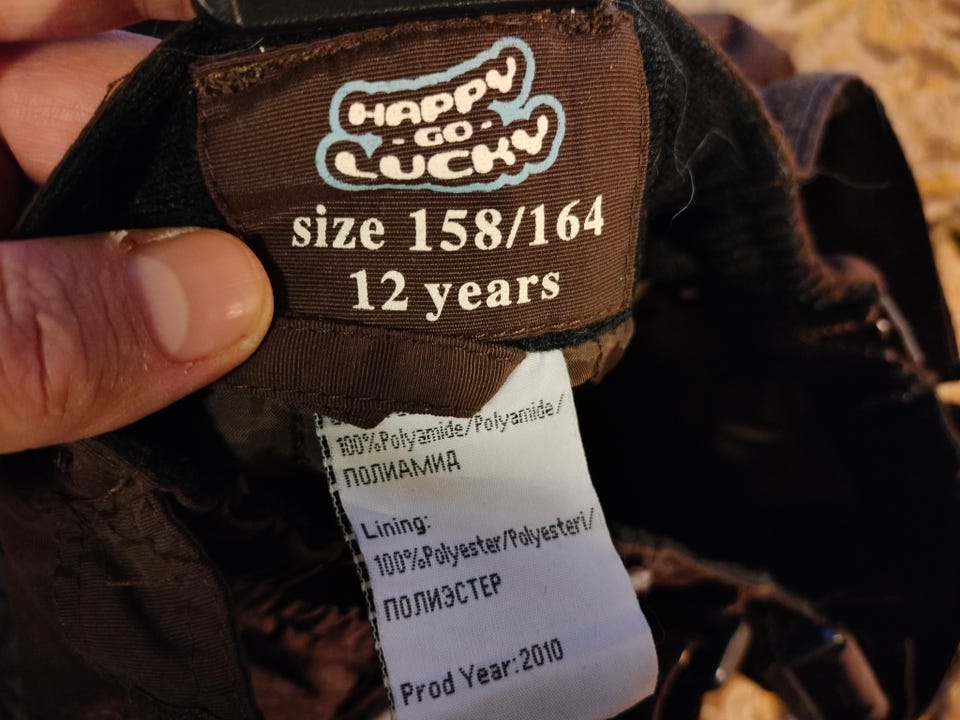 HAPPY
- GO -
LUCKY
size 158/164
12 years
100%Polyamide/Polyamide/
ПОЛИАМИД
Lining:
100%Polyester/Polyesteri/
ПОЛИЭСТЕР
Prod Year:2010